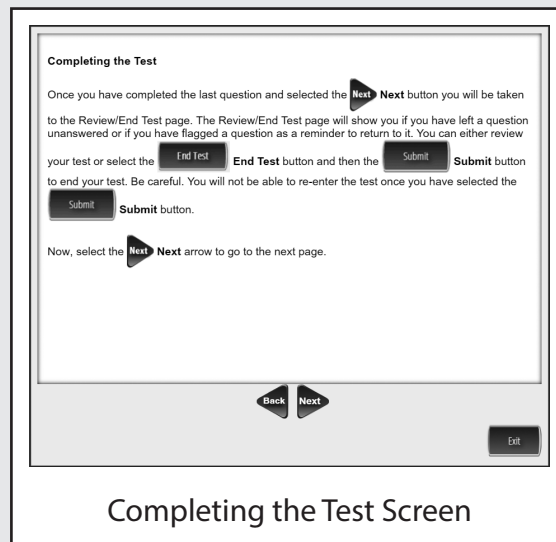 Completing the Test
Once you have completed the last question and selected the Next Next button you will be taken
to the Review/End Test page. The Review/End Test page will show you if you have left a question
unanswered or if you have flagged a question as a reminder to return to it. You can either review
your test or select the End Test End Test button and then the Submit Submit button
to end your test. Be careful. You will not be able to re-enter the test once you have selected the
Submit Submit button.
Now, select the Next Next arrow to go to the next page.
Back Next
Exit
Completing the Test Screen